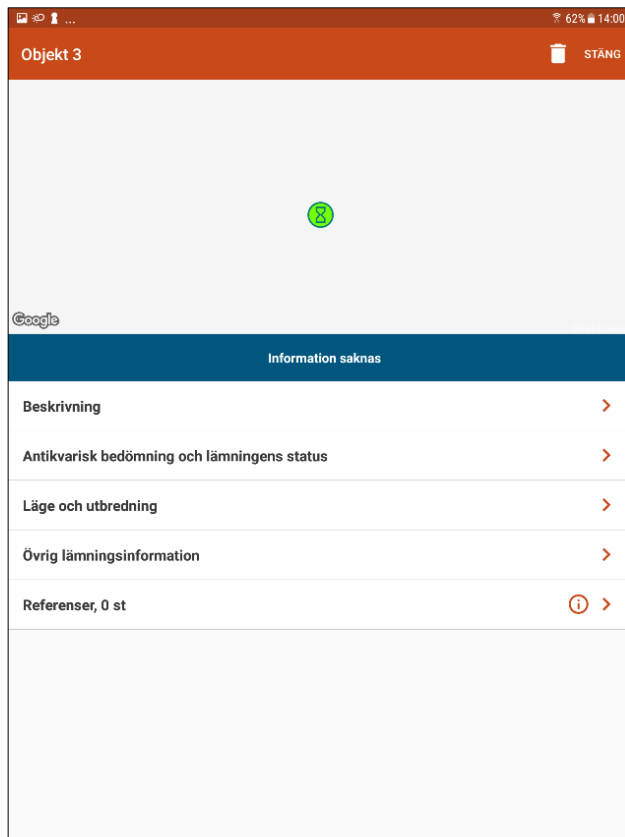 ... 62% 14:00
Objekt 3 STÄNG
Google
Information saknas
Beskrivning
Antikvarisk bedömning och lämningens status
Läge och utbredning
Övrig lämningsinformation
Referenser, 0 st